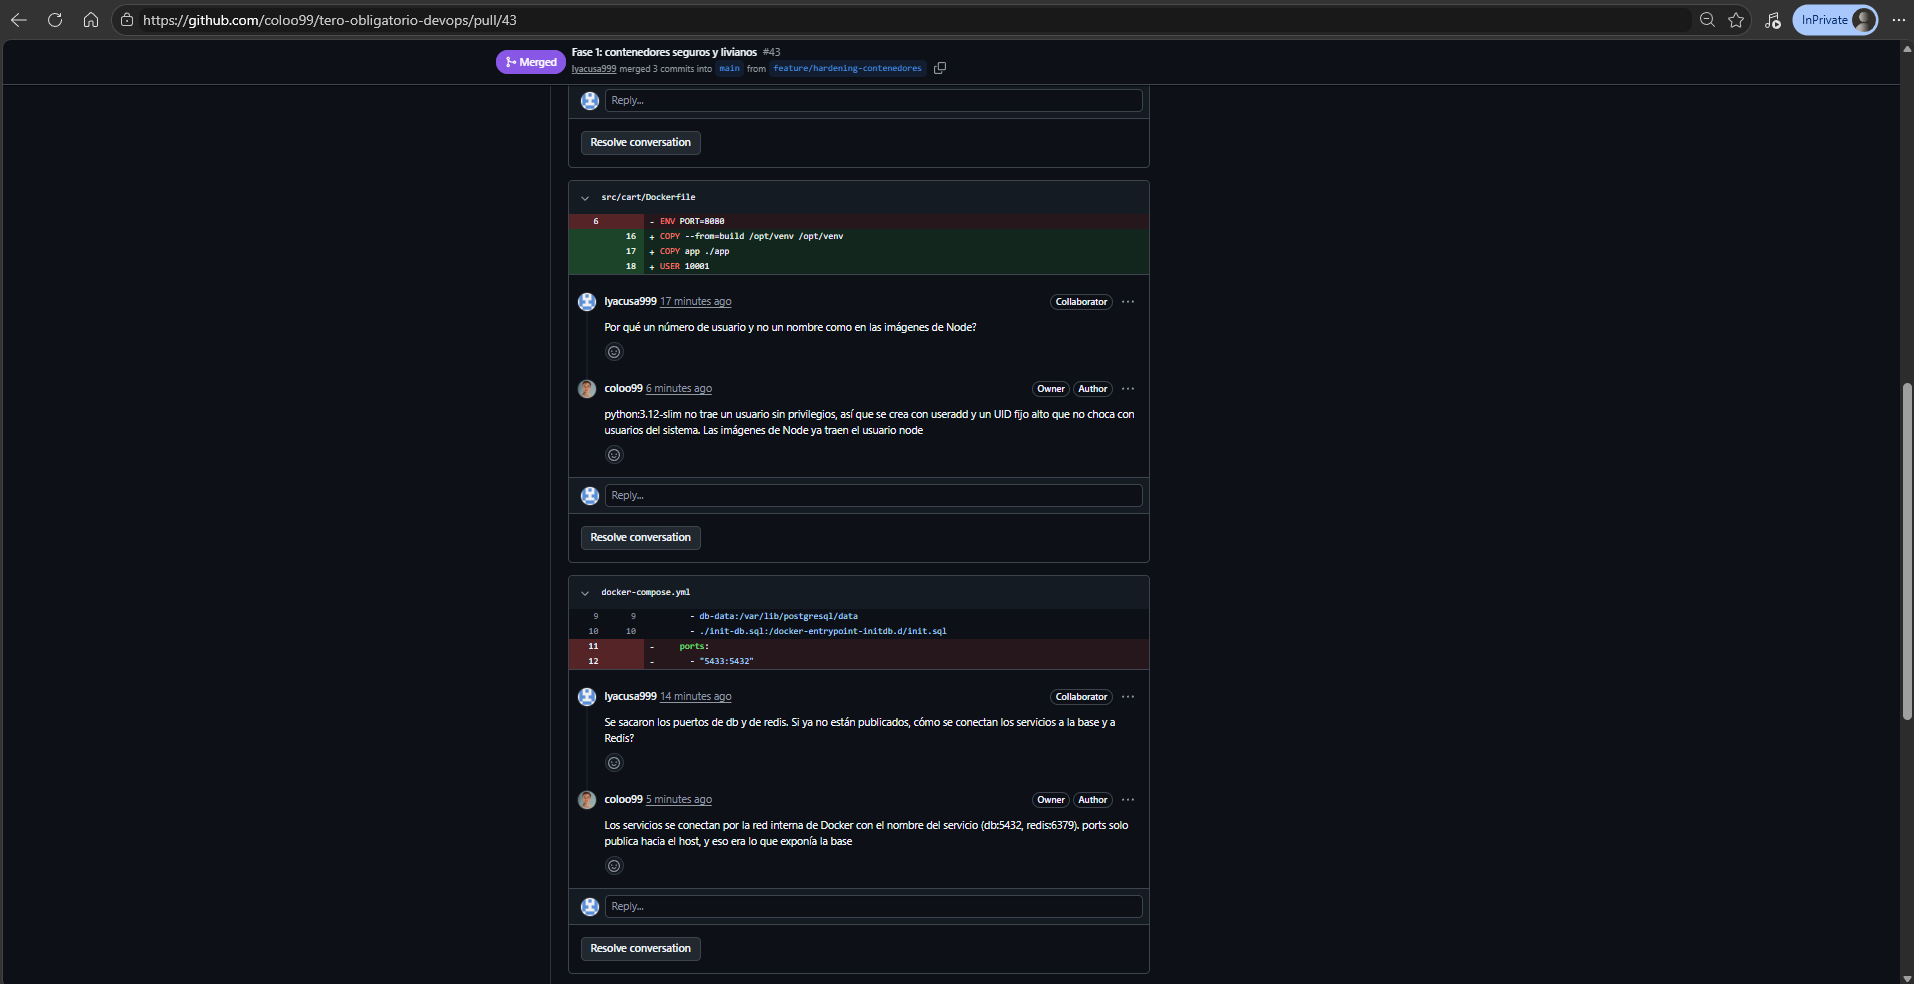 https://github.com/coloo99/tero-obligatorio-devops/pull/43
InPrivate
Merged
Fase 1: contenedores seguros y livianos #43
lyacusa999 merged 3 commits into main from feature/hardening-contenedores
Reply...
Resolve conversation
src/cart/Dockerfile
6 - ENV PORT=8080
16 + COPY --from=build /opt/venv /opt/venv
17 + COPY app ./app
18 + USER 10001
lyacusa999 17 minutes ago Collaborator
Por qué un número de usuario y no un nombre como en las imágenes de Node?
coloo99 6 minutes ago Owner Author
python:3.12-slim no trae un usuario sin privilegios, así que se crea con useradd y un UID fijo alto que no choca con
usuarios del sistema. Las imágenes de Node ya traen el usuario node
Reply...
Resolve conversation
docker-compose.yml
9 9 - db-data:/var/lib/postgresql/data
10 10 - ./init-db.sql:/docker-entrypoint-initdb.d/init.sql
11 - ports:
12 - - "5433:5432"
lyacusa999 14 minutes ago Collaborator
Se sacaron los puertos de db y de redis. Si ya no están publicados, cómo se conectan los servicios a la base y a
Redis?
coloo99 5 minutes ago Owner Author
Los servicios se conectan por la red interna de Docker con el nombre del servicio (db:5432, redis:6379). ports solo
publica hacia el host, y eso era lo que exponía la base
Reply...
Resolve conversation